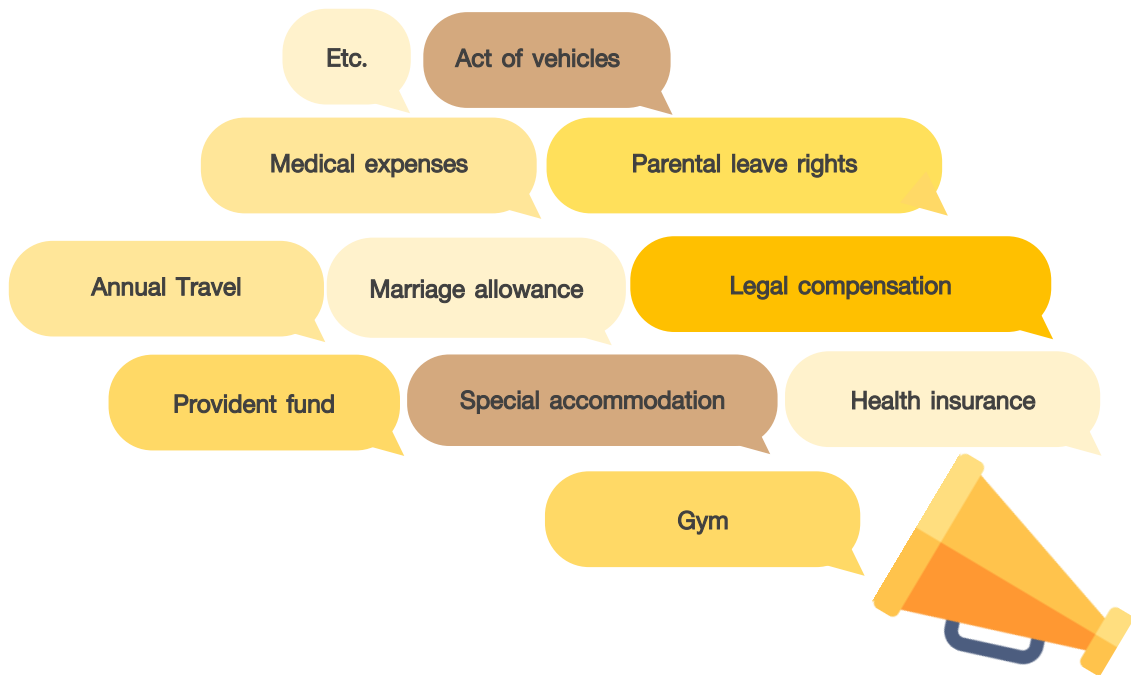 Etc.
Act of vehicles
Medical expenses
Parental leave rights
Annual Travel
Marriage allowance
Legal compensation
Provident fund
Special accommodation
Health insurance
Gym